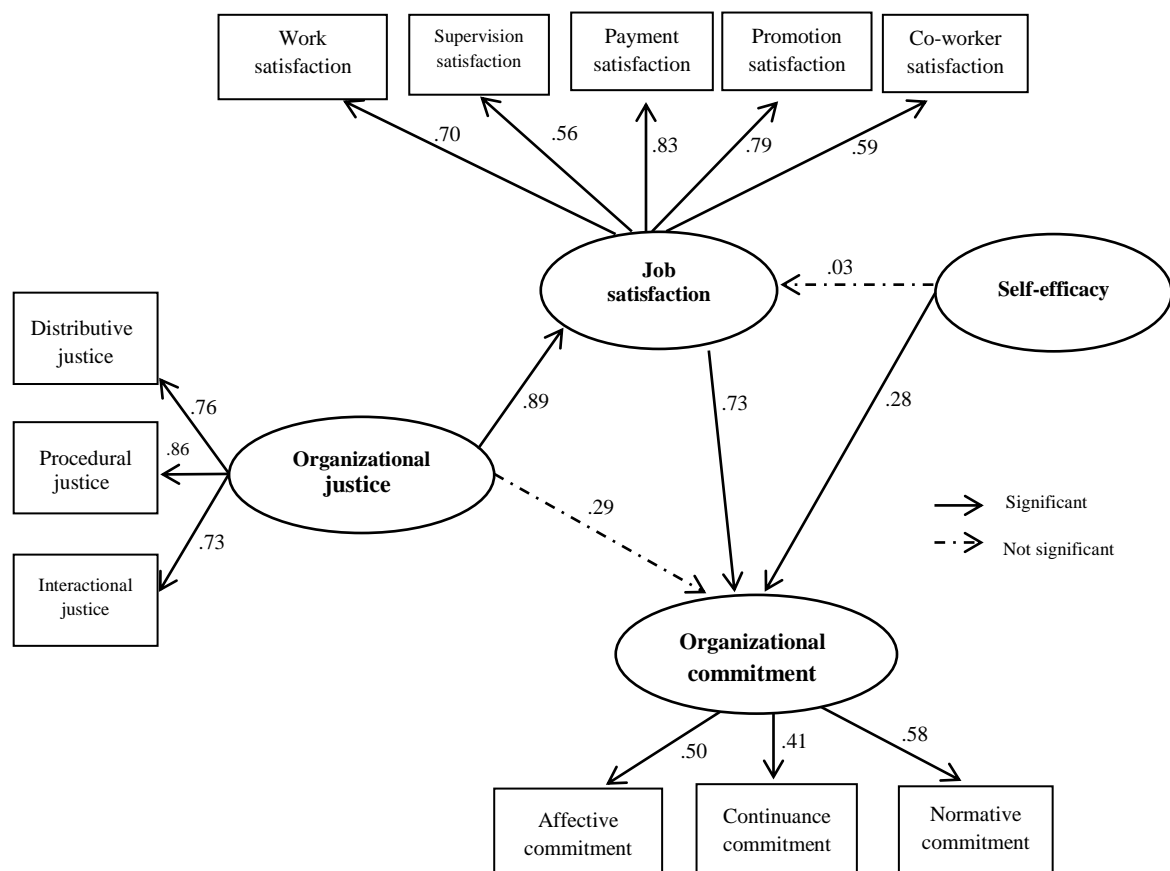 Work
satisfaction
Supervision
satisfaction
Payment
satisfaction
Promotion
satisfaction
Co-worker
satisfaction
.70
.56
.83
.79
.59
Job
satisfaction
.03
Self-efficacy
Distributive
justice
.76
.89
.73
.28
Procedural
justice
.86
Organizational
justice
.29
Significant
Not significant
.73
Interactional
justice
Organizational
commitment
.50
.41
.58
Affective
commitment
Continuance
commitment
Normative
commitment